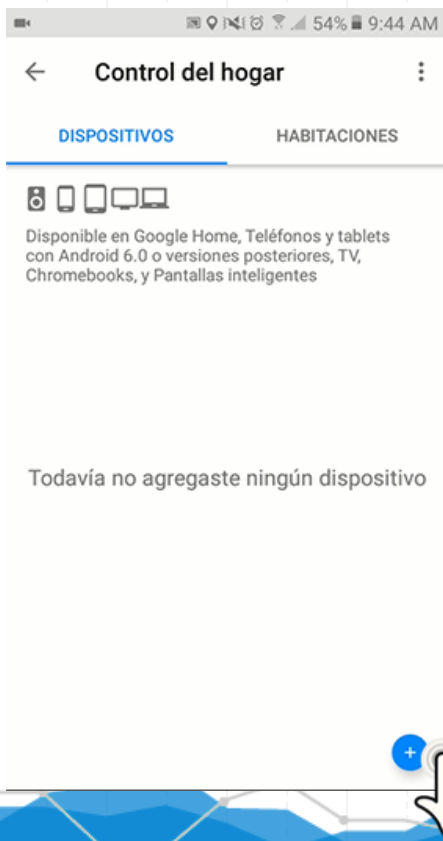 54% 9:44 AM
Control del hogar
DISPOSITIVOS HABITACIONES
Disponible en Google Home, Teléfonos y tablets
con Android 6.0 o versiones posteriores, TV,
Chromebooks, y Pantallas inteligentes
Todavía no agregaste ningún dispositivo
+